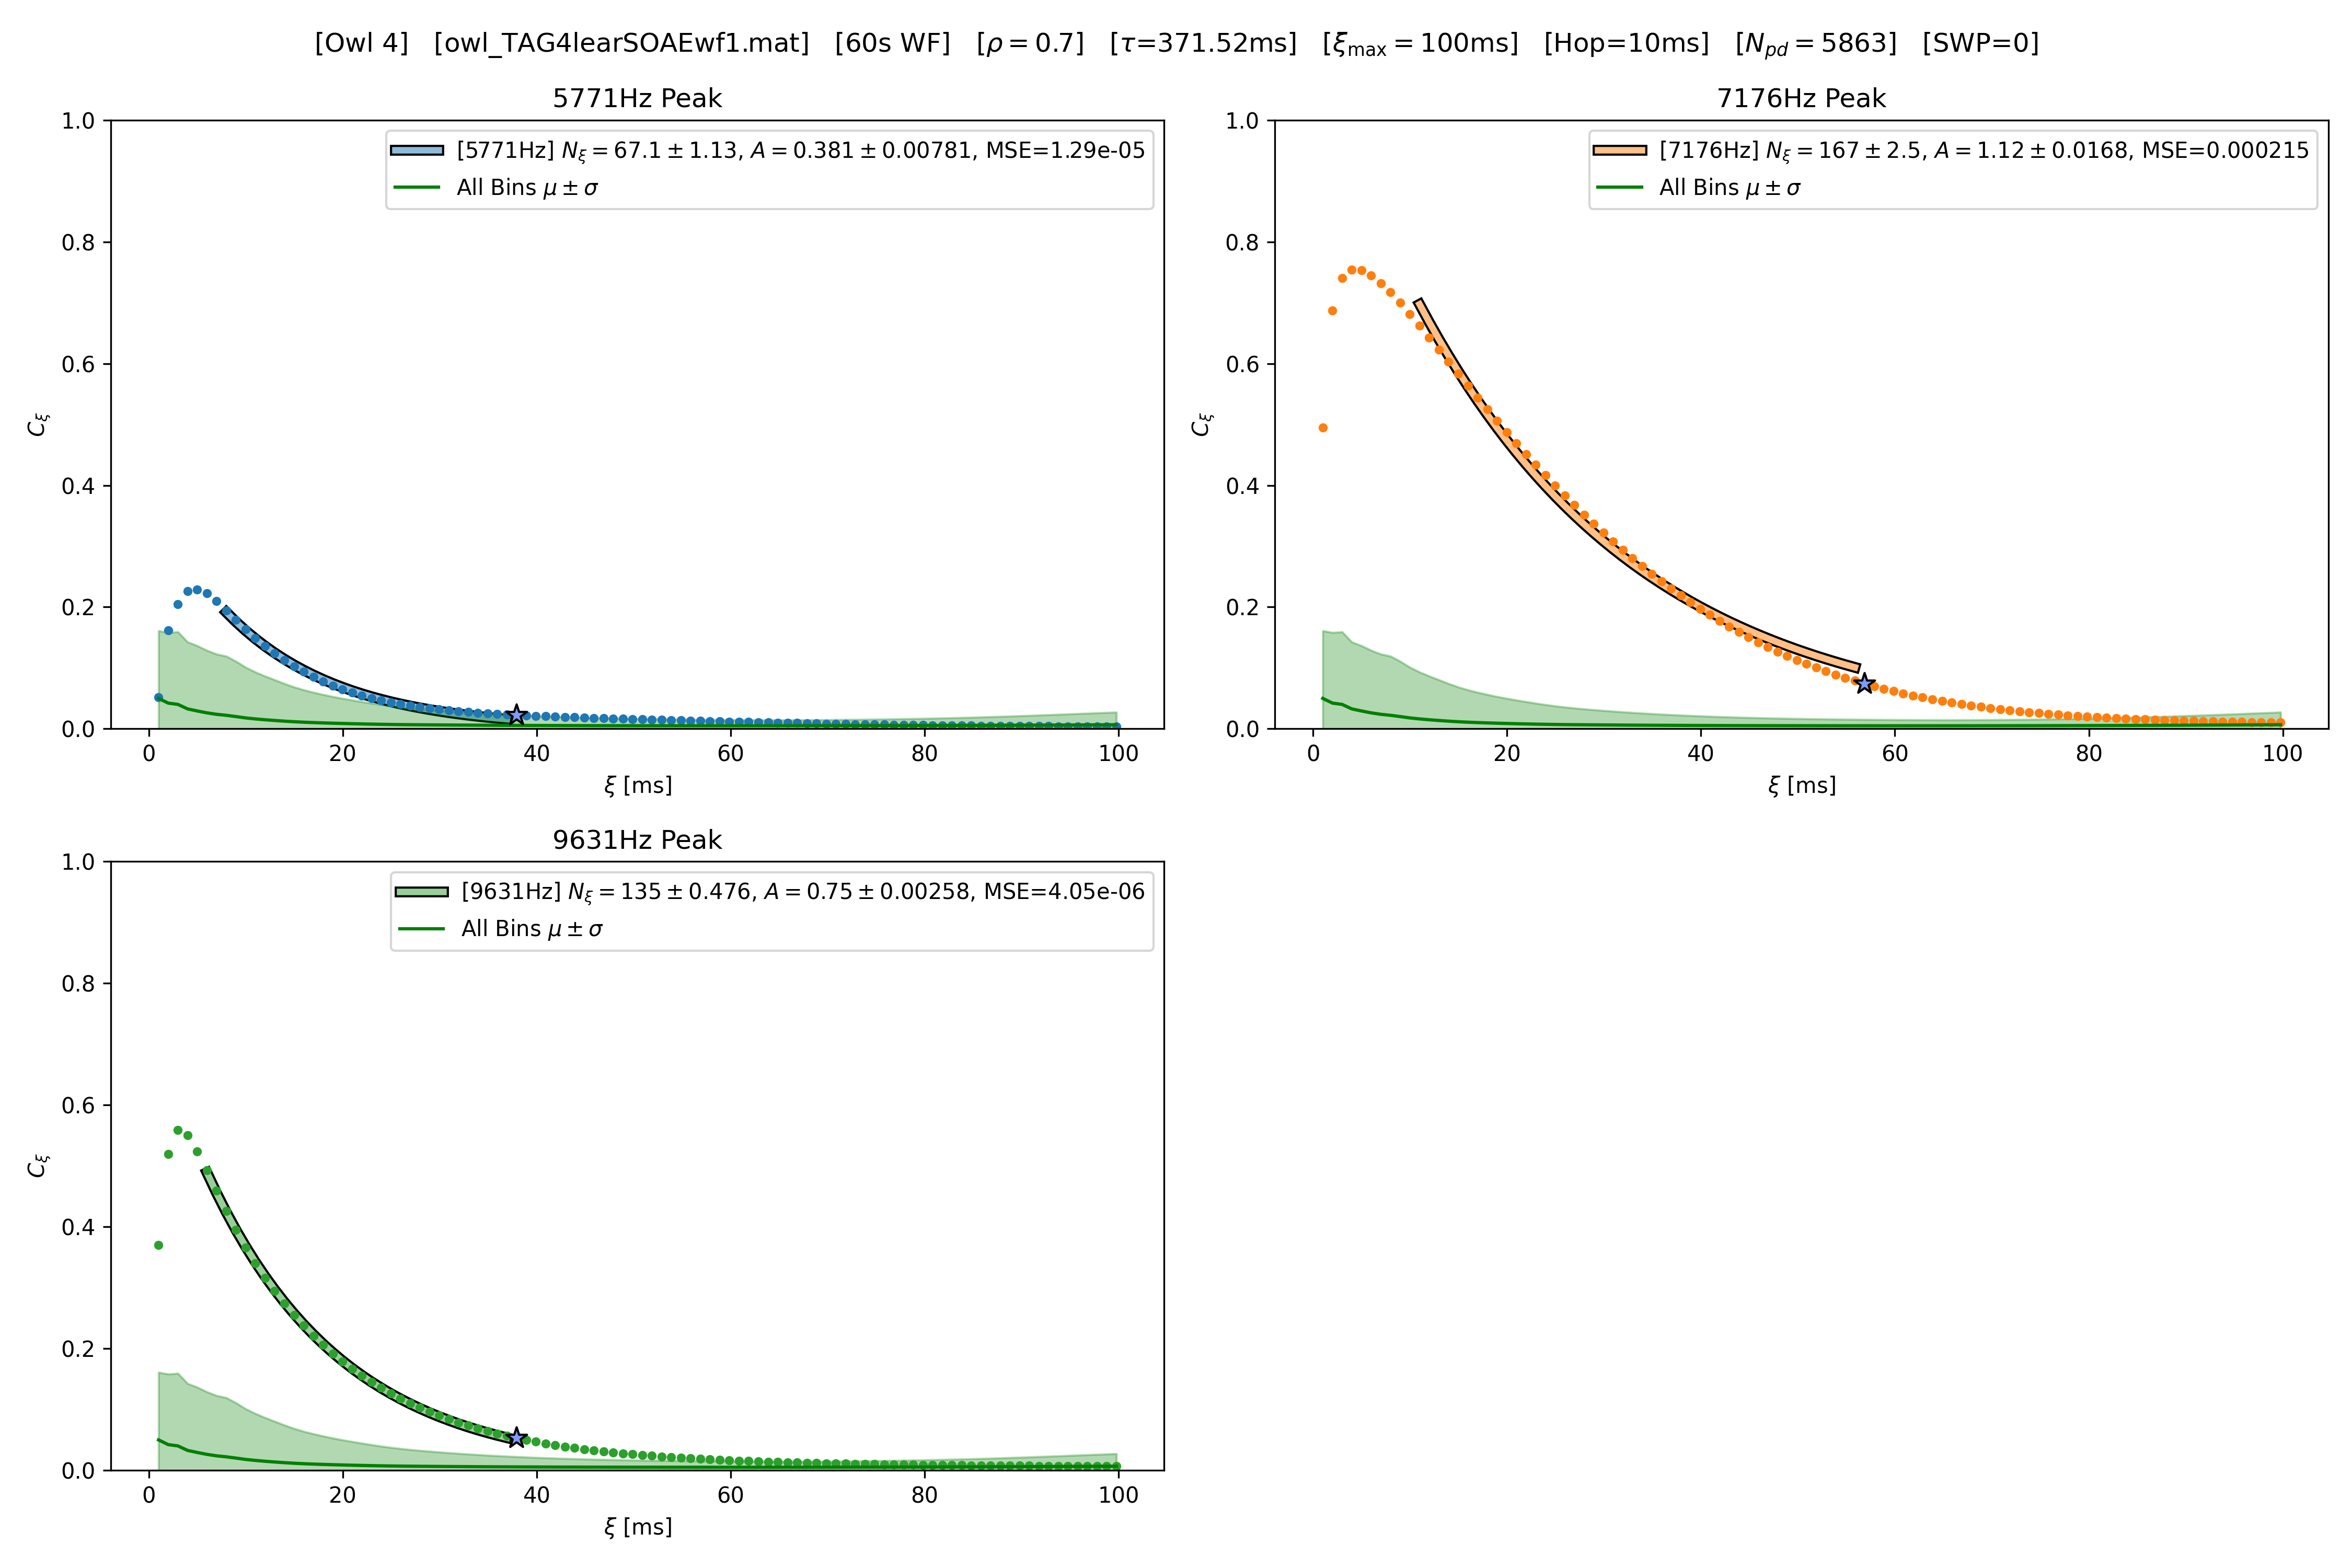 [Owl 4] [owl_TAG4learSOAEwf1.mat] [60s WF] [ρ = 0.7] [τ=371.52ms] [ξmax = 100ms] [Hop=10ms] [Npd = 5863] [SWP=0]
5771Hz Peak
[5771Hz] Nξ = 67.1 ± 1.13, A = 0.381 ± 0.00781, MSE=1.29e-05
All Bins μ ± σ
1.0
0.8
0.6
0.4
0.2
0.0
Cξ
0 20 40 60 80 100
ξ [ms]
7176Hz Peak
[7176Hz] Nξ = 167 ± 2.5, A = 1.12 ± 0.0168, MSE=0.000215
All Bins μ ± σ
1.0
0.8
0.6
0.4
0.2
0.0
Cξ
0 20 40 60 80 100
ξ [ms]
9631Hz Peak
[9631Hz] Nξ = 135 ± 0.476, A = 0.75 ± 0.00258, MSE=4.05e-06
All Bins μ ± σ
1.0
0.8
0.6
0.4
0.2
0.0
Cξ
0 20 40 60 80 100
ξ [ms]